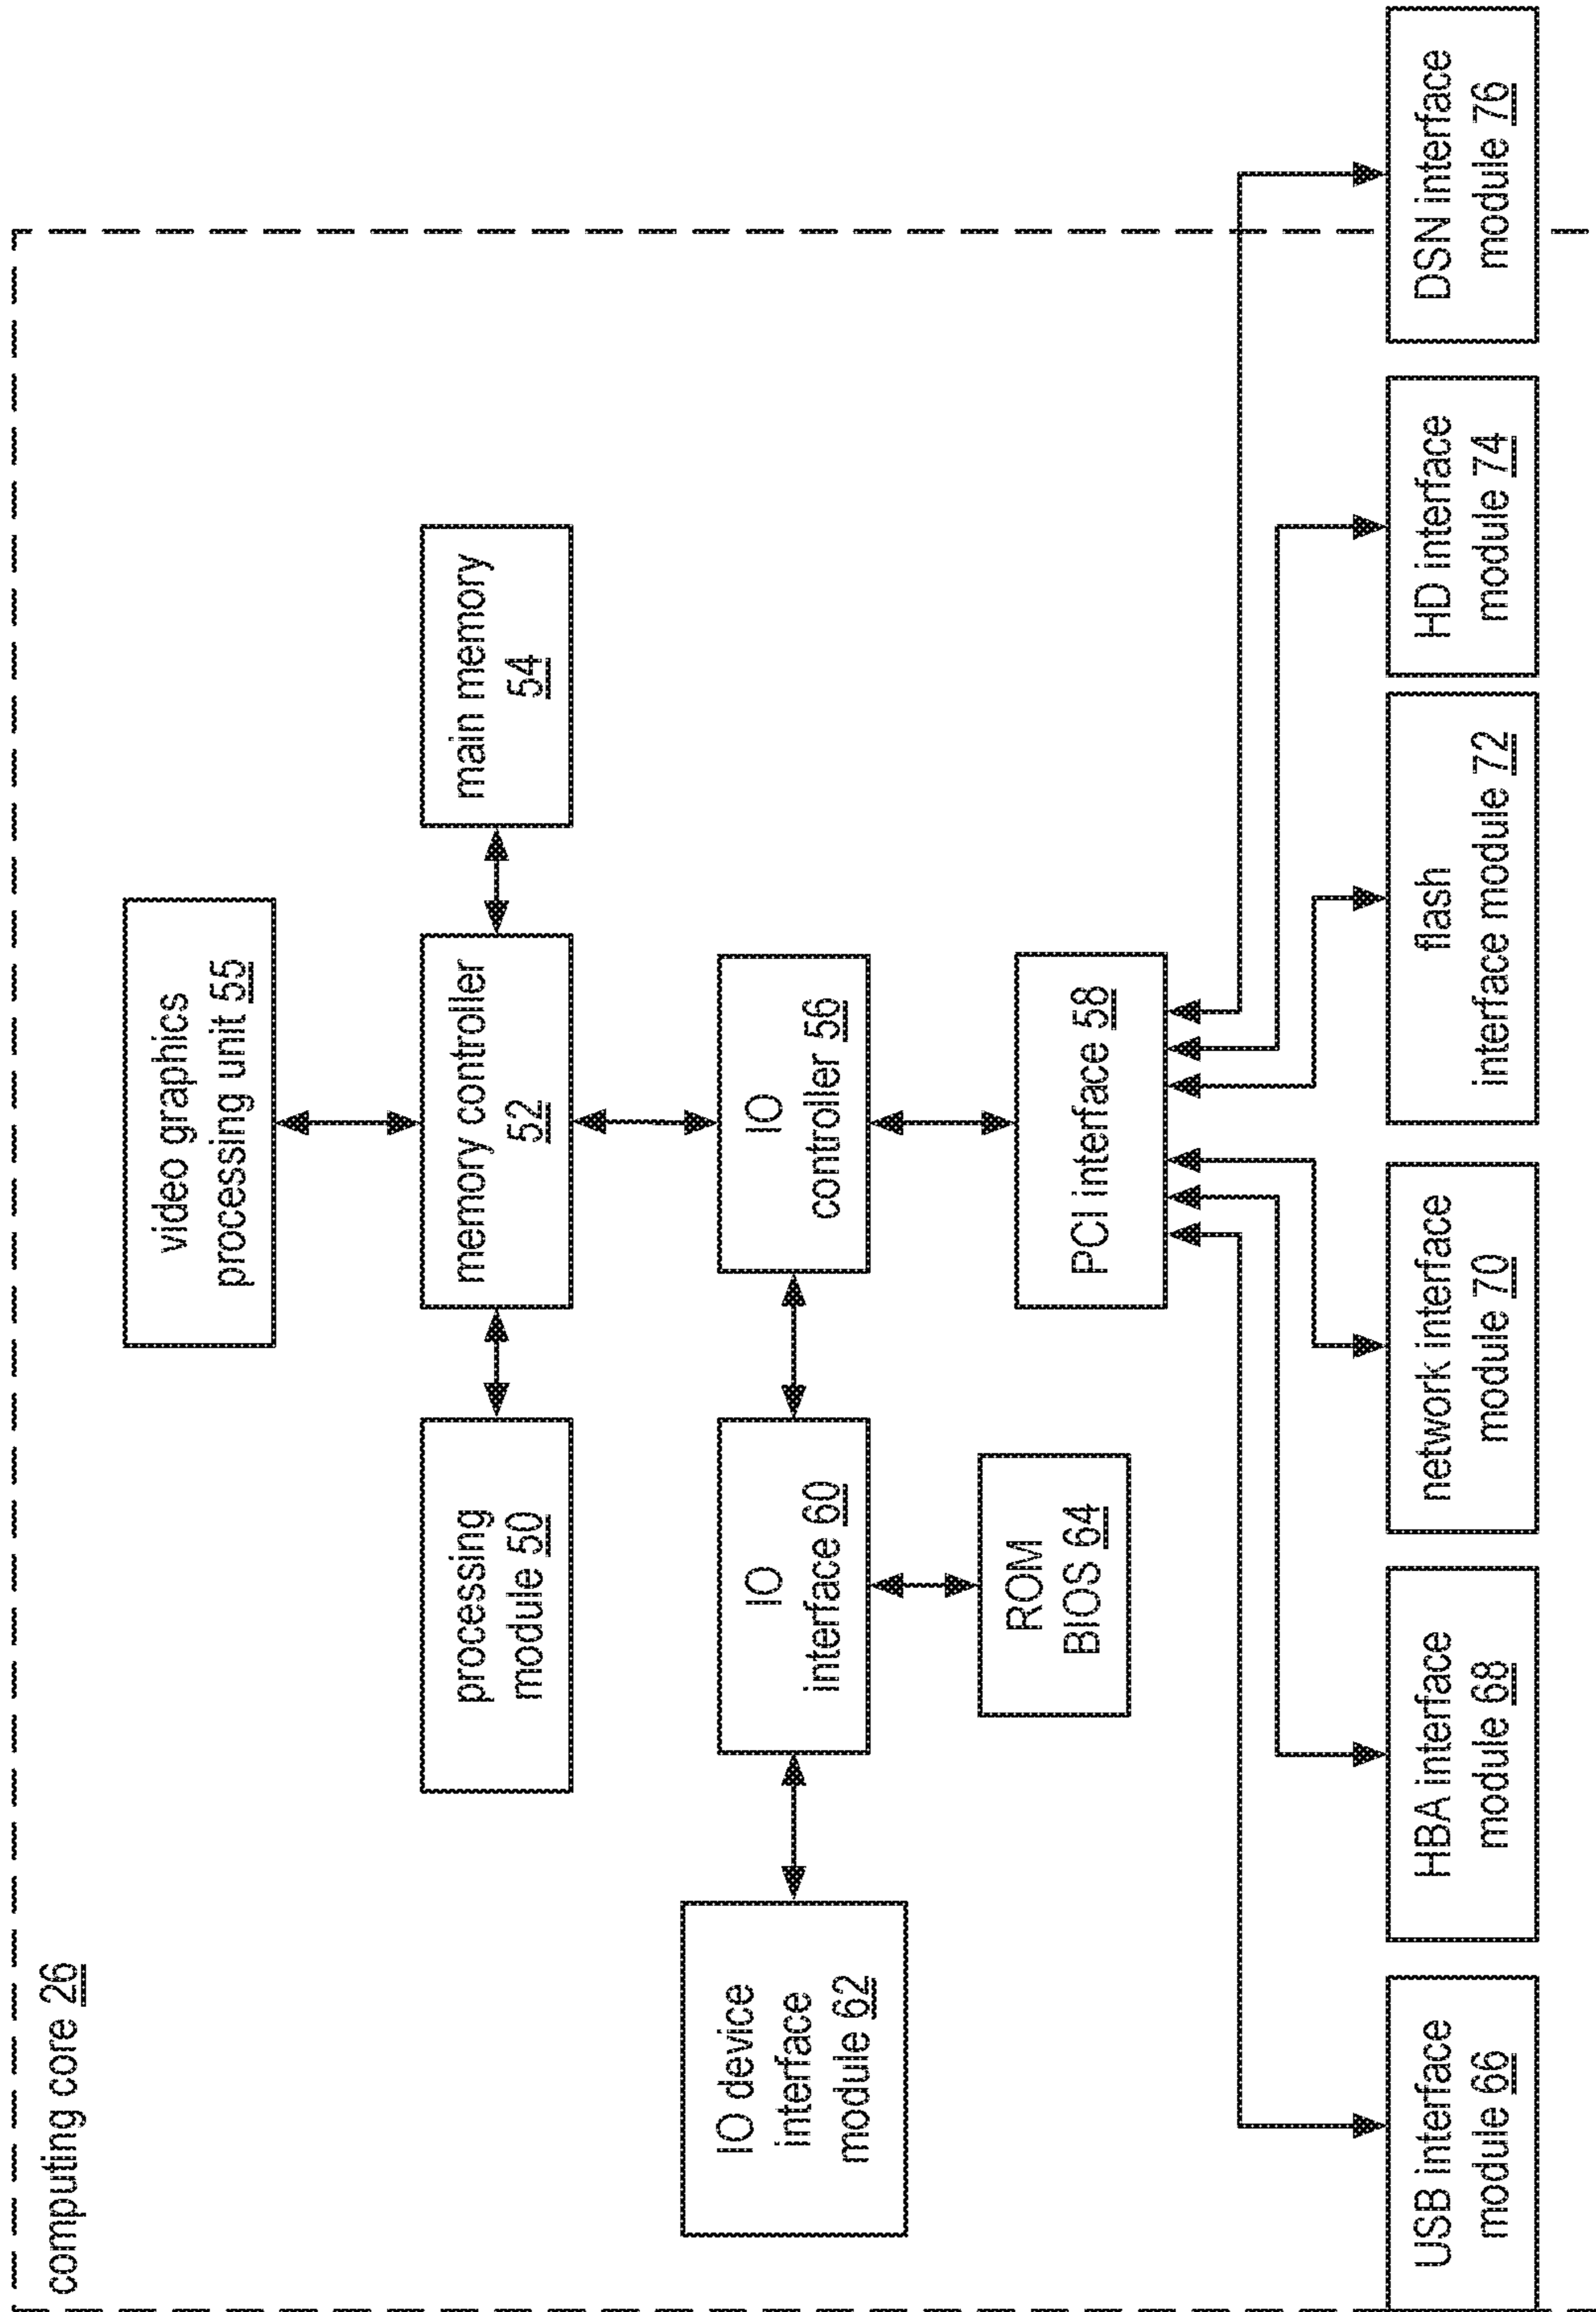 computing core 26
video graphics
processing unit 55
processing
module 50
memory controller
52
main memory
54
IO device
interface
module 62
IO
interface 60
IO
controller 56
ROM
BIOS 64
PCI interface 58
USB interface
module 66
HBA interface
module 68
network interface
module 70
flash
interface module 72
HD interface
module 74
DSN interface
module 76